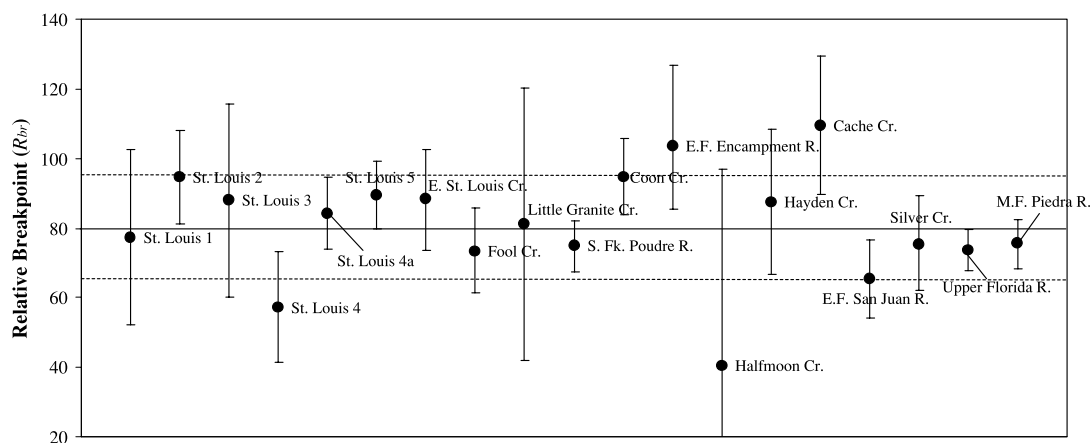 140
120
100
80
60
40
20
Relative Breakpoint (Rbr)
St. Louis 1
St. Louis 2
St. Louis 3
St. Louis 4
St. Louis 4a
St. Louis 5
E. St. Louis Cr.
Fool Cr.
Little Granite Cr.
S. Fk. Poudre R.
Coon Cr.
E.F. Encampment R.
Halfmoon Cr.
Hayden Cr.
Cache Cr.
E.F. San Juan R.
Silver Cr.
Upper Florida R.
M.F. Piedra R.